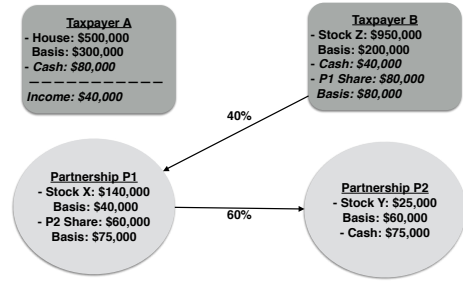 Taxpayer A
- House: $500,000
Basis: $300,000
- Cash: $80,000
Income: $40,000
Taxpayer B
- Stock Z: $950,000
Basis: $200,000
- Cash: $40,000
- P1 Share: $80,000
Basis: $80,000
40%
Partnership P1
- Stock X: $140,000
Basis: $40,000
- P2 Share: $60,000
Basis: $75,000
60%
Partnership P2
- Stock Y: $25,000
Basis: $60,000
- Cash: $75,000